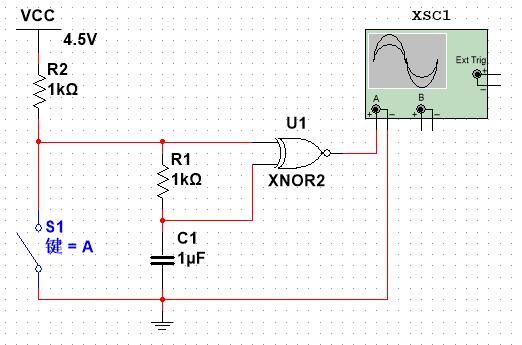 VCC
4.5V
R2
1kΩ
XSC1
Ext Trig
+
−
A
B
+
−
+
−
U1
XNOR2
R1
1kΩ
S1
键 = A
C1
1µF